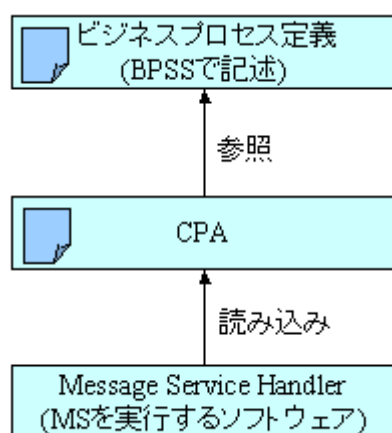 ビジネスプロセス定義
(BPSSで記述)
参照
CPA
読み込み
Message Service Handler
(MSを実行するソフトウェア)